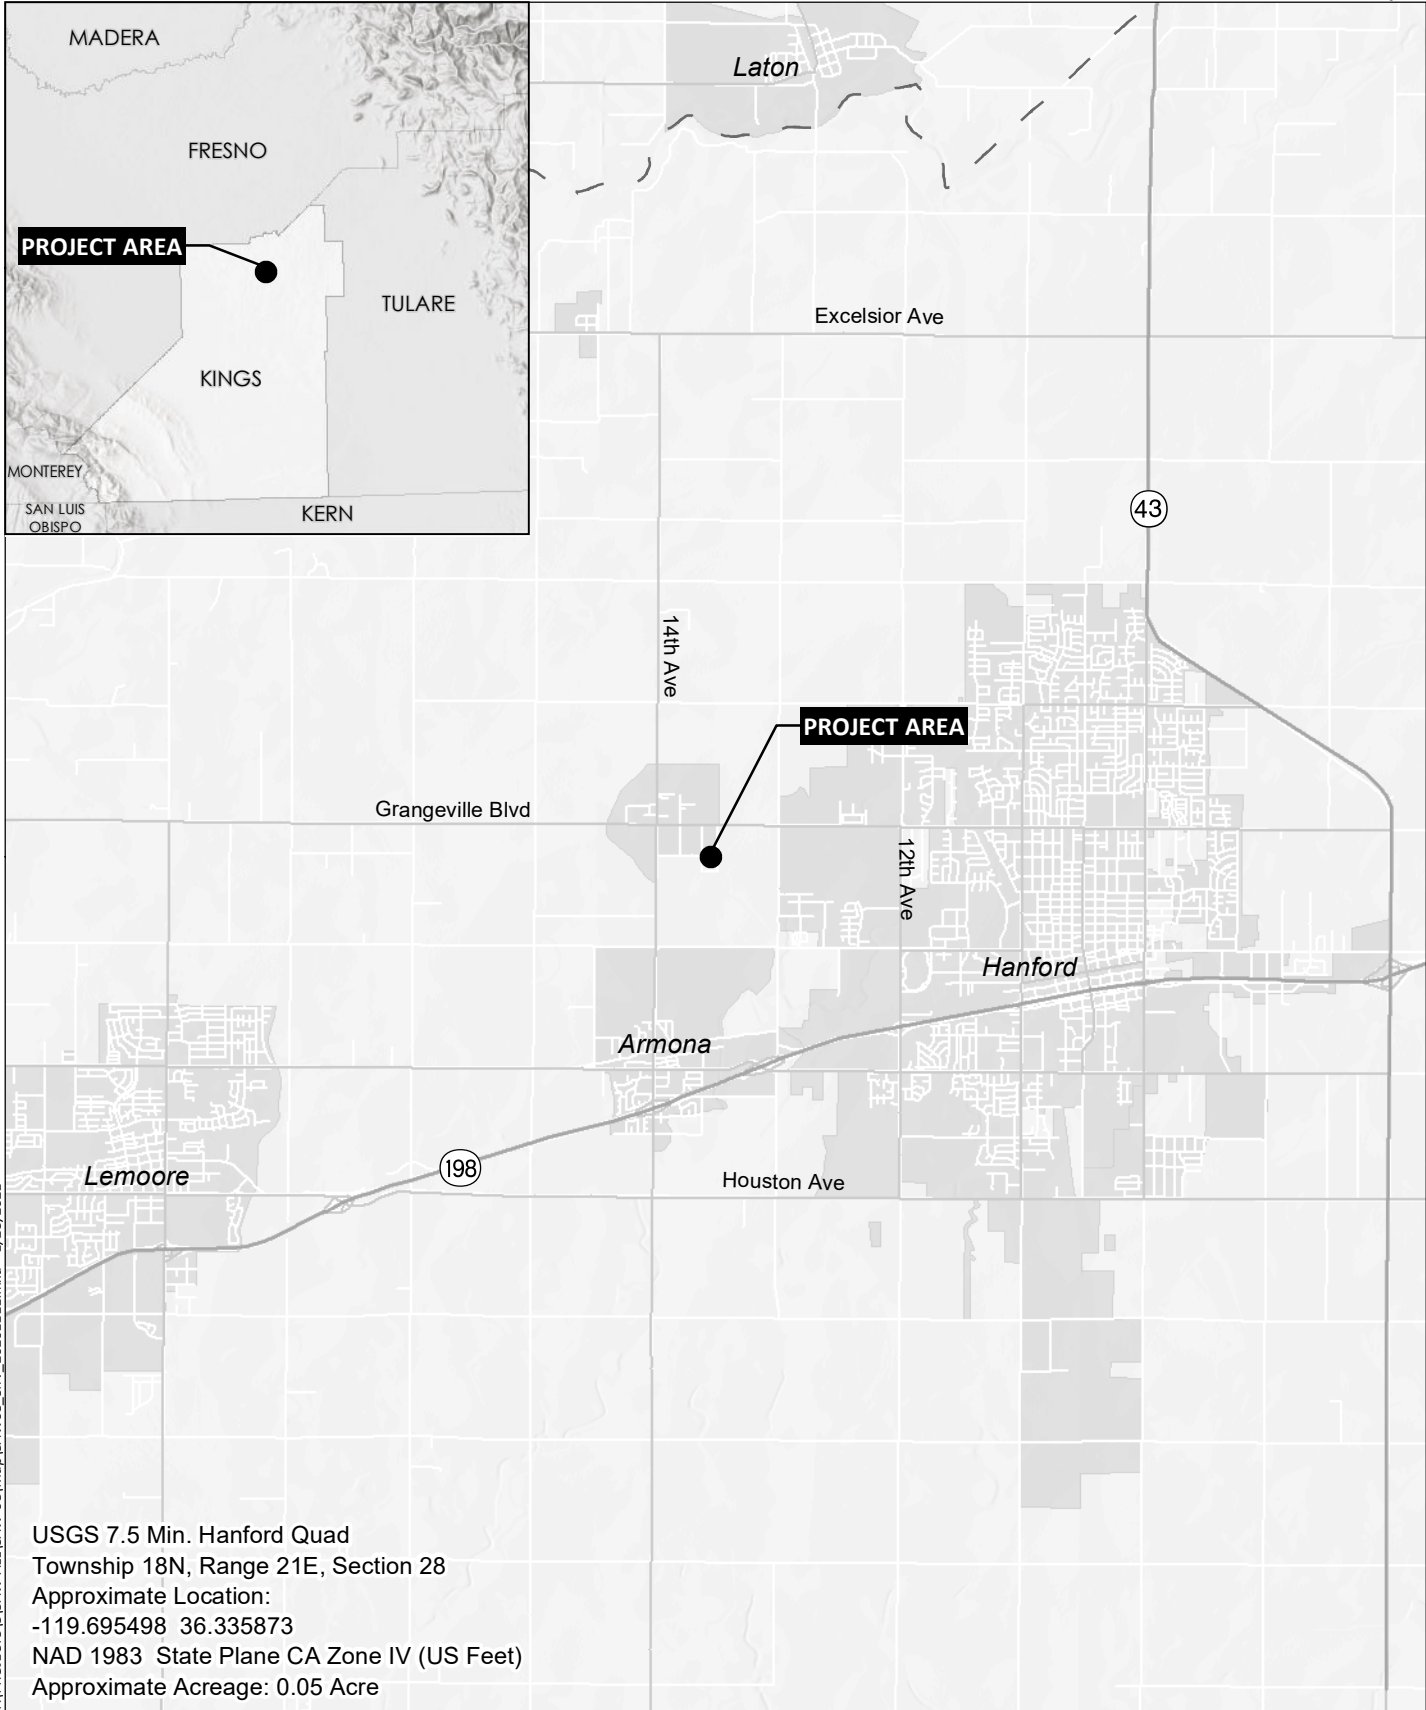 MADERA
FRESNO
PROJECT AREA
TULARE
KINGS
MONTEREY
SAN LUIS
OBISPO
KERN
Laton
Excelsior Ave
43
14th Ave
PROJECT AREA
Grangeville Blvd
12th Ave
Hanford
Armona
198
Lemoore
Houston Ave
USGS 7.5 Min. Hanford Quad
Township 18N, Range 21E, Section 28
Approximate Location:
-119.695498  36.335873
NAD 1983  State Plane CA Zone IV (US Feet)
Approximate Acreage: 0.05 Acre